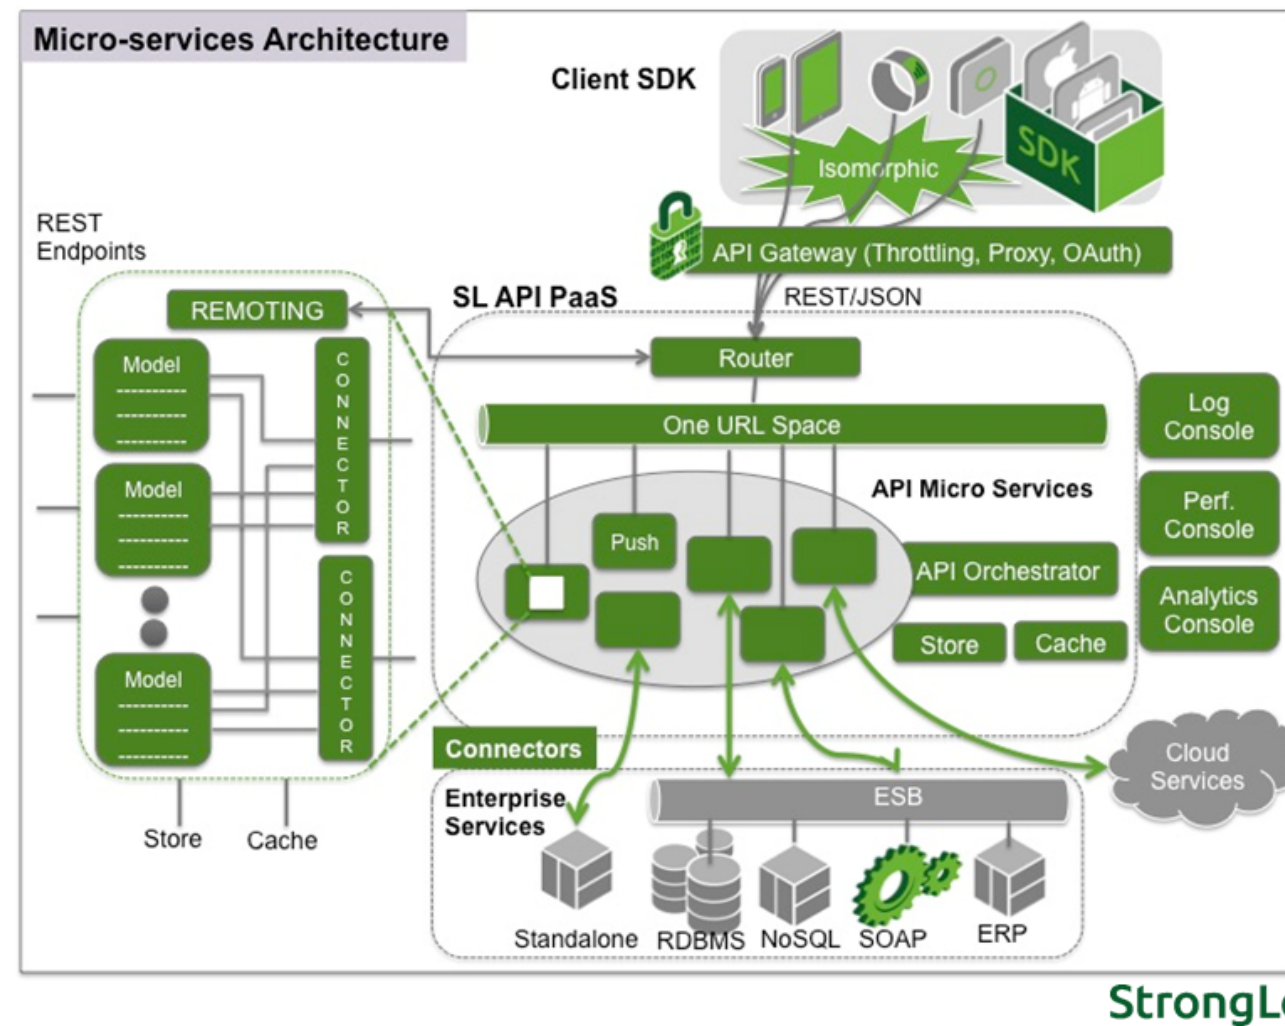 Micro-services Architecture
Client SDK
SDK
Isomorphic
REST
Endpoints
API Gateway (Throttling, Proxy, OAuth)
SL API PaaS
REST/JSON
REMOTING
Router
Model
CONNECTOR
One URL Space
Log
Console
API Micro Services
Model
Push
Perf.
Console
API Orchestrator
CONNECTOR
Analytics
Console
Store
Cache
Model
Connectors
Cloud
Services
Enterprise
Services
ESB
Store
Cache
Standalone
RDBMS
NoSQL
SOAP
ERP